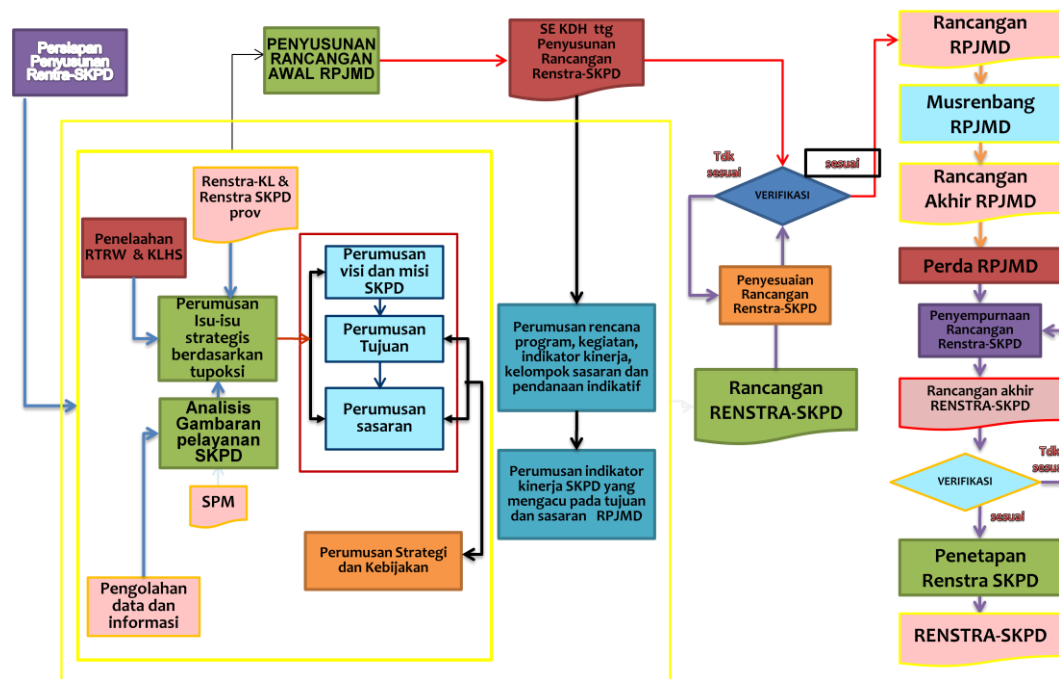 Persiapan
Penyusunan
Rentra-SKPD
PENYUSUNAN
RANCANGAN
AWAL RPJMD
SE KDH ttg
Penyusunan
Rancangan
Renstra-SKPD
Rancangan
RPJMD
Musrenbang
RPJMD
Rancangan
Akhir RPJMD
Perda RPJMD
Penyempurnaan
Rancangan
Renstra-SKPD
Rancangan akhir
RENSTRA-SKPD
VERIFIKASI
Tdk
sesuai
sesuai
Penetapan
Renstra SKPD
RENSTRA-SKPD
Tdk
sesuai
sesuai
VERIFIKASI
Penyesuaian
Rancangan
Renstra-SKPD
Rancangan
RENSTRA-SKPD
Renstra-KL &
Renstra SKPD
prov
Penelaahan
RTRW & KLHS
Perumusan
Isu-isu
strategis
berdasarkan
tupoksi
Analisis
Gambaran
pelayanan
SKPD
SPM
Pengolahan
data dan
informasi
Perumusan
visi dan misi
SKPD
Perumusan
Tujuan
Perumusan
sasaran
Perumusan Strategi
dan Kebijakan
Perumusan rencana
program, kegiatan,
indikator kinerja,
kelompok sasaran dan
pendanaan indikatif
Perumusan indikator
kinerja SKPD yang
mengacu pada tujuan
dan sasaran RPJMD